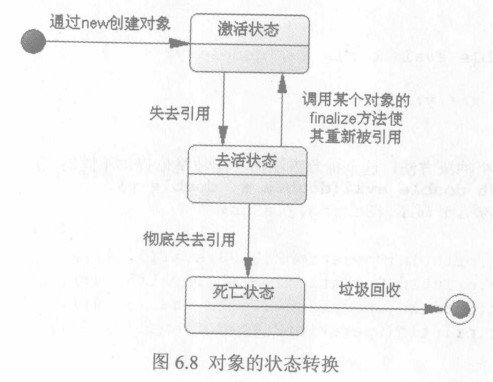 通过new创建对象
激活状态
失去引用
调用某个对象的
finalize方法使
其重新被引用
去活状态
彻底失去引用
死亡状态
垃圾回收
图 6.8 对象的状态转换